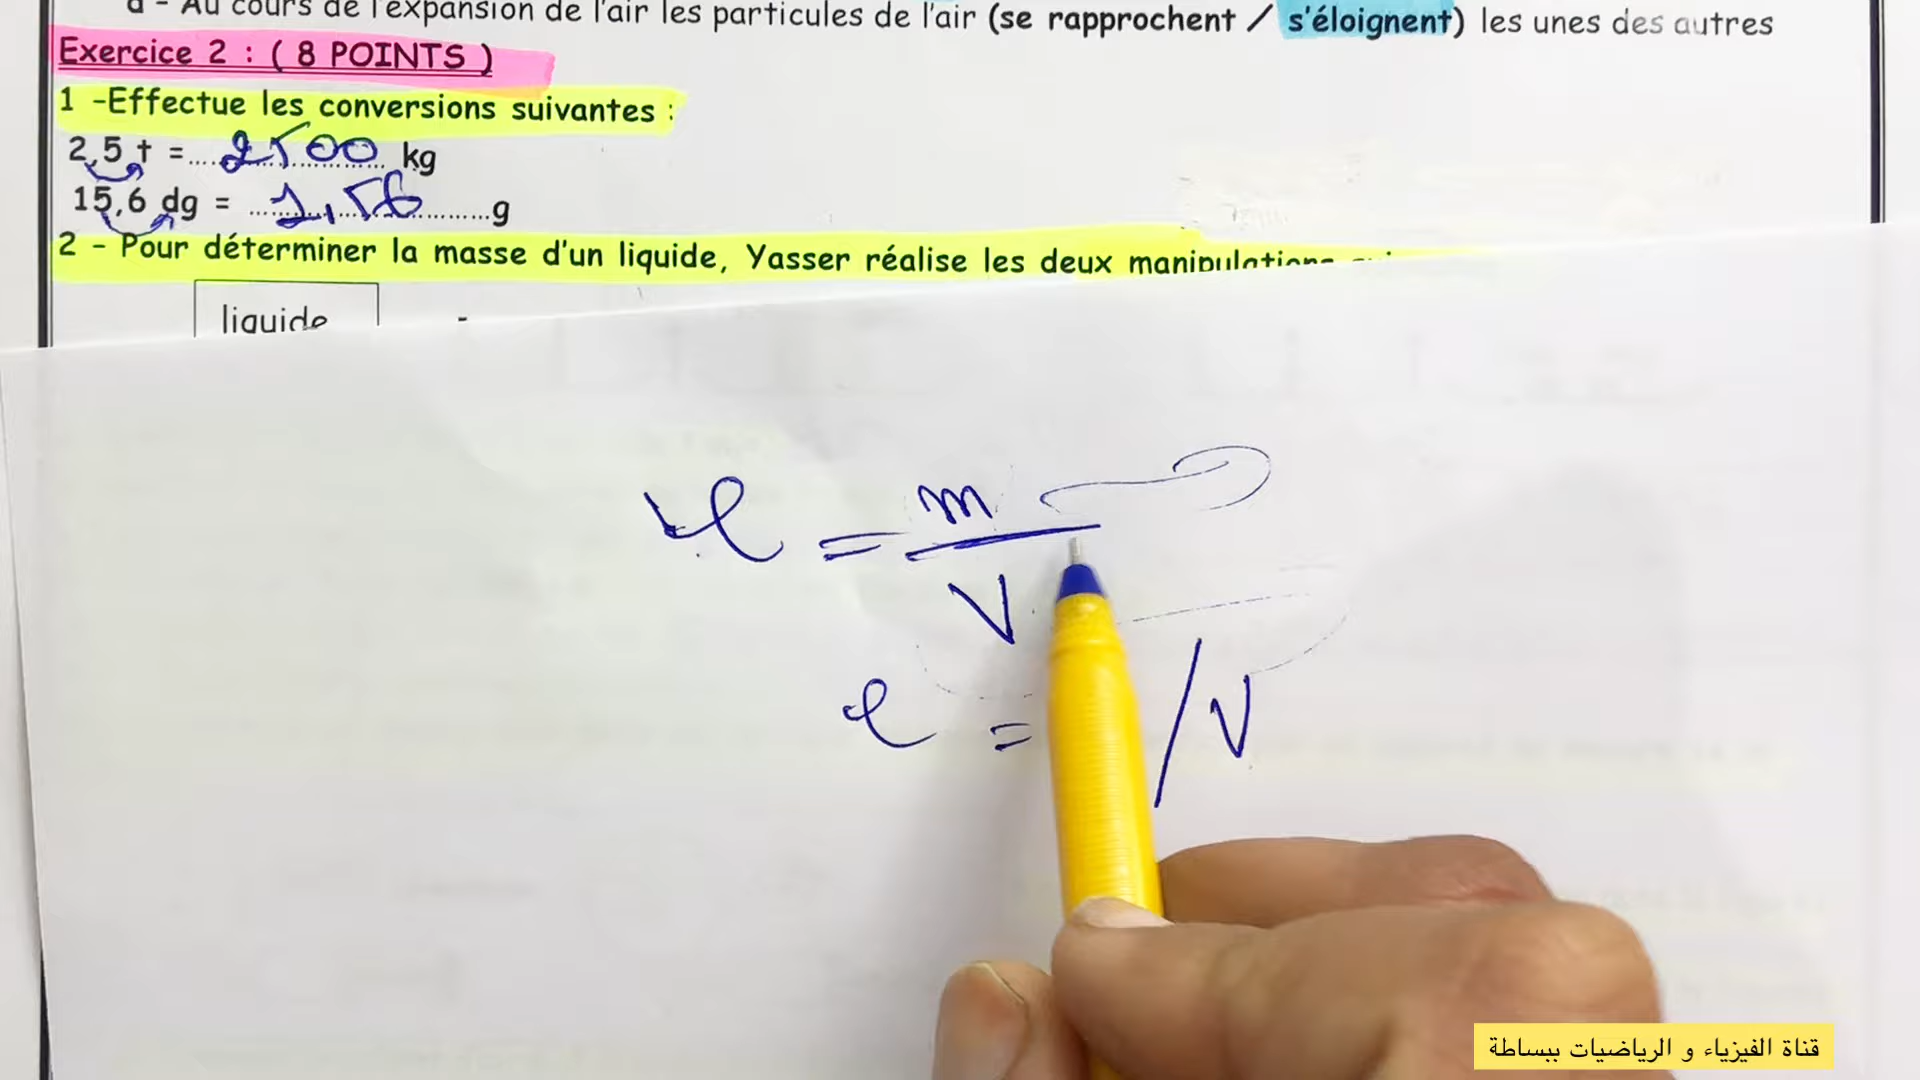 d - Au cours de l'expansion de l'air les particules de l'air (se rapprochent / s'éloignent) les unes des autres
Exercice 2 : ( 8 POINTS )
1 -Effectue les conversions suivantes :
2,5 t =.....2500..... kg
15,6 dg = .....1,56.....g
2 - Pour déterminer la masse d'un liquide, Yasser réalise les deux manipulations
liquide
ρ = m
V
ρ = /V
قناة الفيزياء و الرياضيات ببساطة